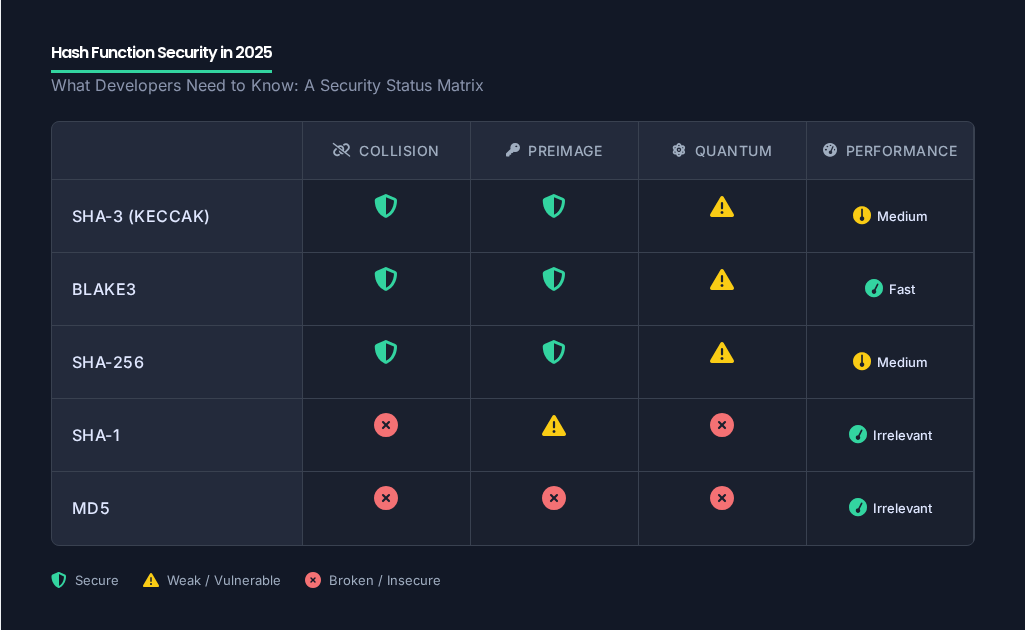 Hash Function Security in 2025
What Developers Need to Know: A Security Status Matrix
COLLISION PREIMAGE QUANTUM PERFORMANCE
SHA-3 (KECCAK) Medium
BLAKE3 Fast
SHA-256 Medium
SHA-1 Irrelevant
MD5 Irrelevant
Secure Weak / Vulnerable Broken / Insecure